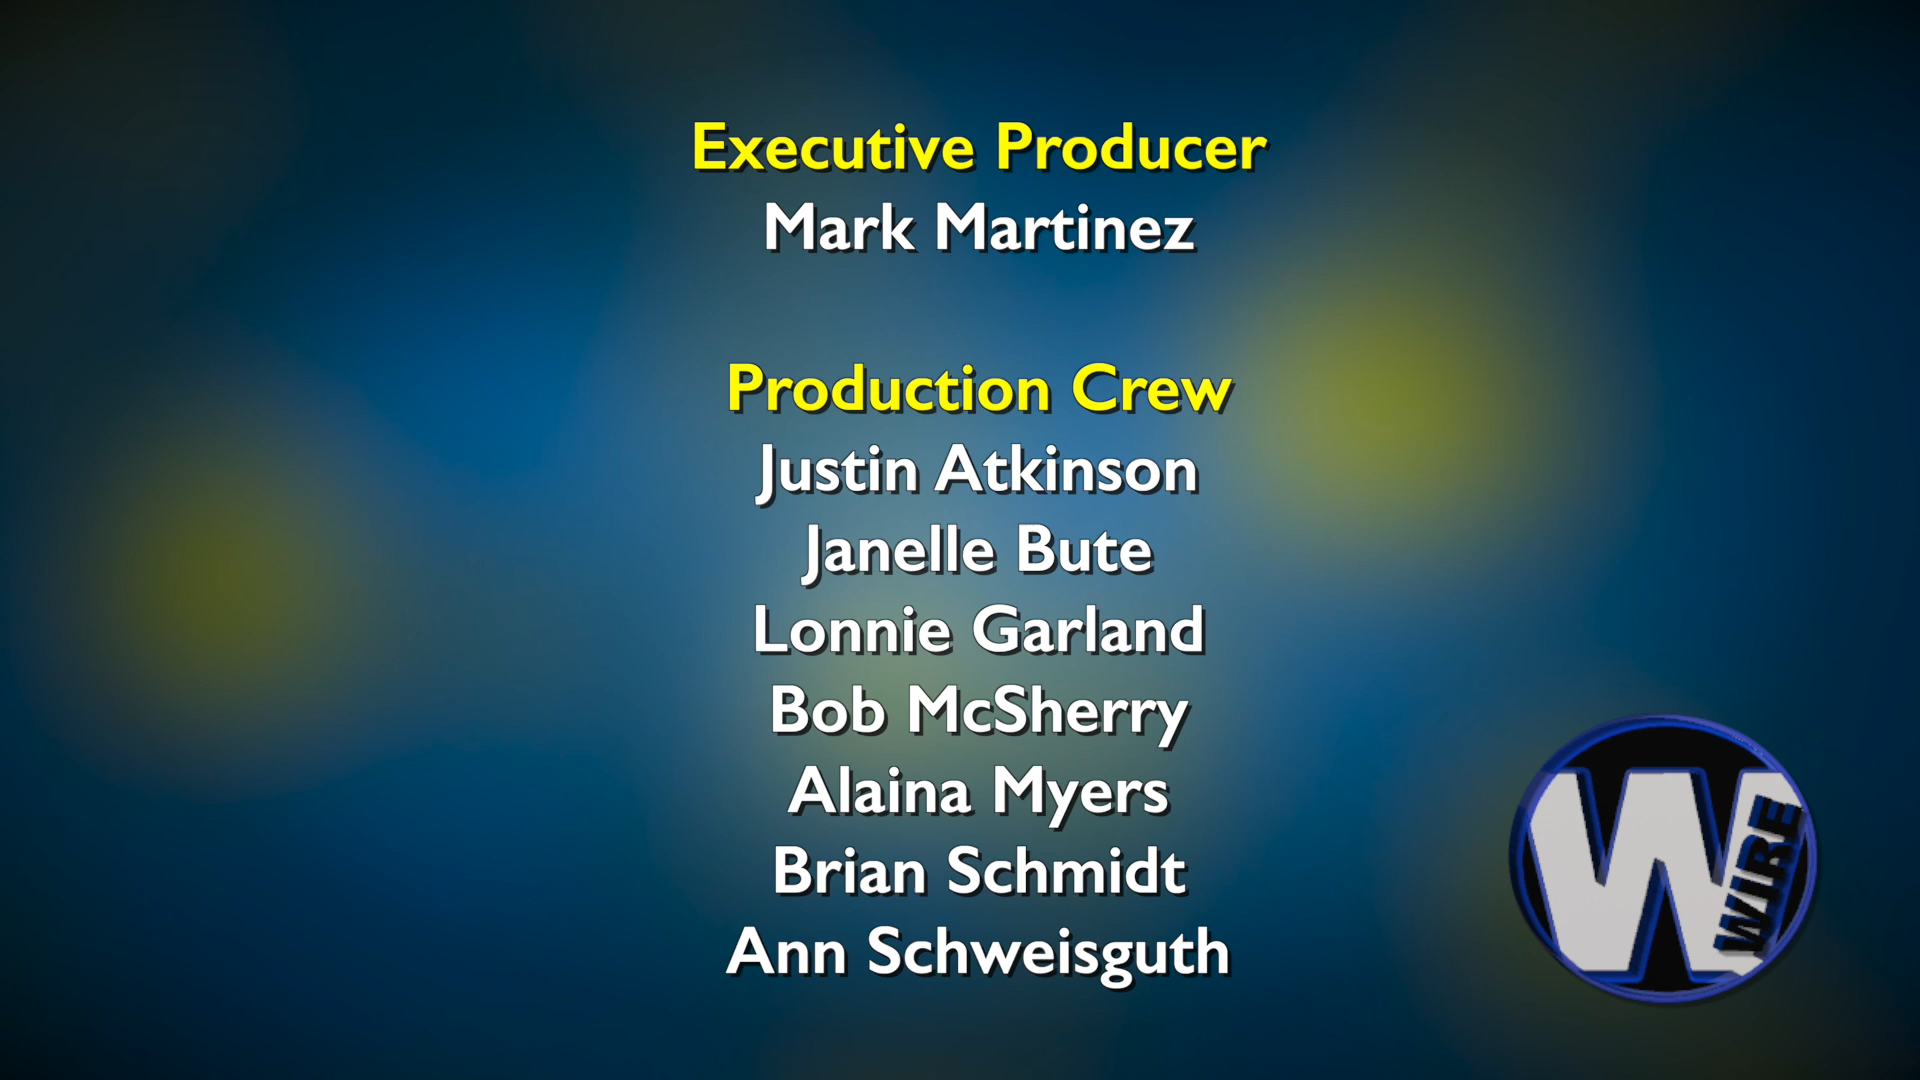 Executive Producer
Mark Martinez
Production Crew
Justin Atkinson
Janelle Bute
Lonnie Garland
Bob McSherry
Alaina Myers
Brian Schmidt
Ann Schweisguth
W
WIRE